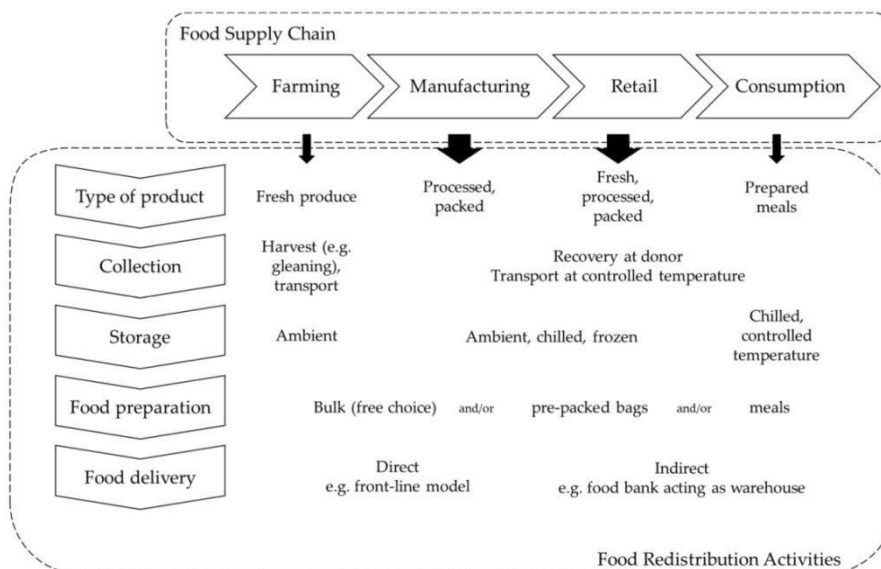 Food Supply Chain
Farming
Manufacturing
Retail
Consumption
Type of product
Fresh produce
Processed,
packed
Fresh,
processed,
packed
Prepared
meals
Collection
Harvest (e.g.
gleaning),
transport
Recovery at donor
Transport at controlled temperature
Storage
Ambient
Ambient, chilled, frozen
Chilled,
controlled
temperature
Food preparation
Bulk (free choice) and/or pre-packed bags and/or meals
Food delivery
Direct
e.g. front-line model
Indirect
e.g. food bank acting as warehouse
Food Redistribution Activities